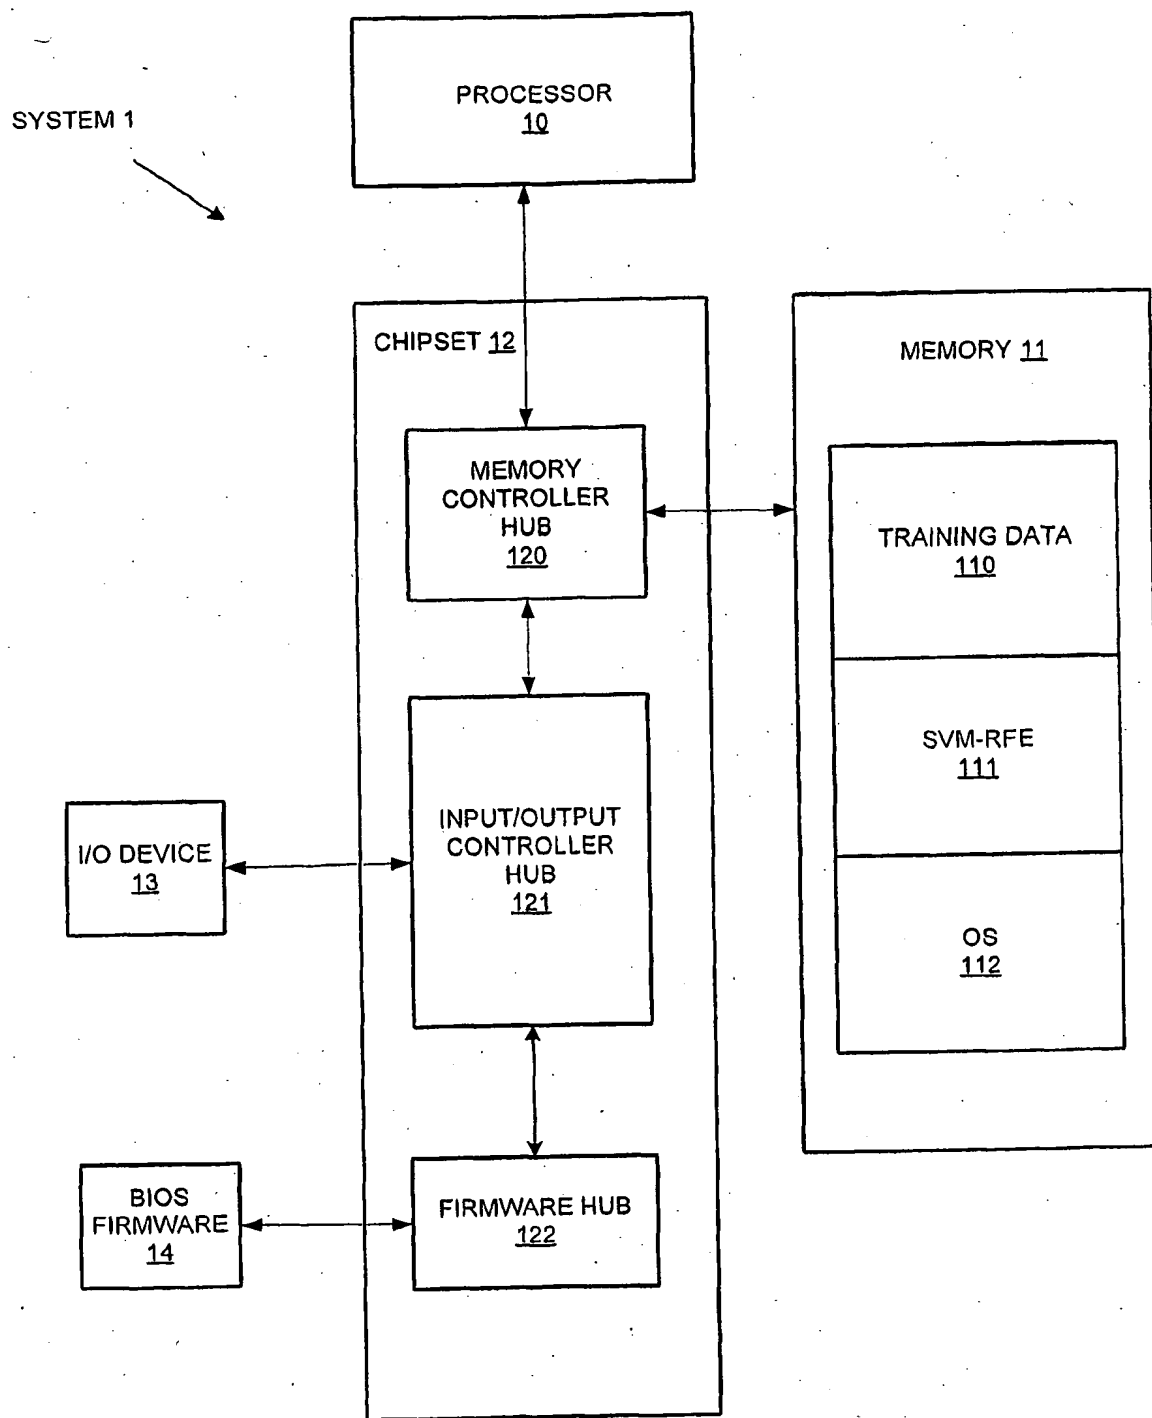 PROCESSOR
10
SYSTEM 1
CHIPSET 12
MEMORY 11
MEMORY
CONTROLLER
HUB
120
TRAINING DATA
110
SVM-RFE
111
INPUT/OUTPUT
CONTROLLER
HUB
121
I/O DEVICE
13
OS
112
BIOS
FIRMWARE
14
FIRMWARE HUB
122